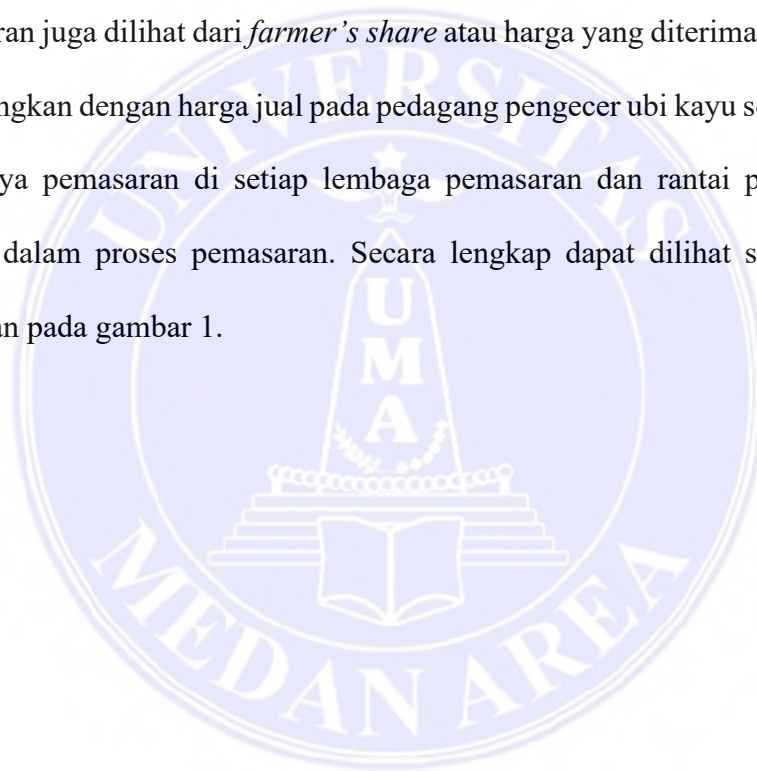 ran juga dilihat dari farmer's share atau harga yang diterima
ngkan dengan harga jual pada pedagang pengecer ubi kayu se
ya pemasaran di setiap lembaga pemasaran dan rantai p
dalam proses pemasaran. Secara lengkap dapat dilihat s
an pada gambar 1.
UNIVERSITAS
UMA
MEDAN AREA